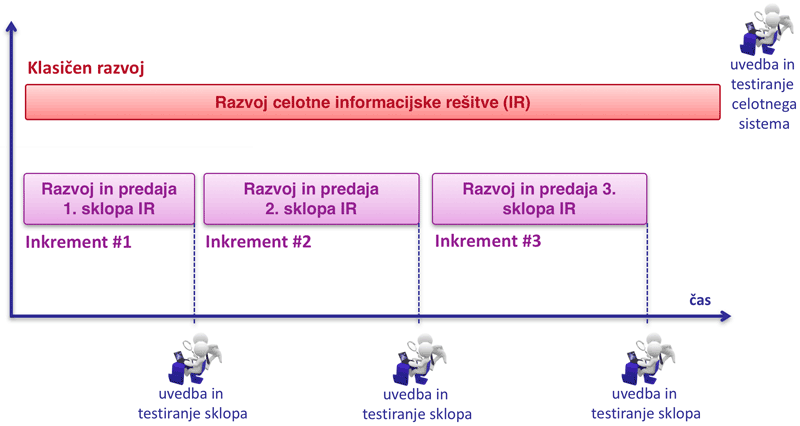 Klasičen razvoj
Razvoj celotne informacijske rešitve (IR)
uvedba in
testiranje
celotnega
sistema
Razvoj in predaja
1. sklopa IR
Razvoj in predaja
2. sklopa IR
Razvoj in predaja 3.
sklopa IR
Inkrement #1
Inkrement #2
Inkrement #3
čas
uvedba in
testiranje sklopa
uvedba in
testiranje sklopa
uvedba in
testiranje sklopa